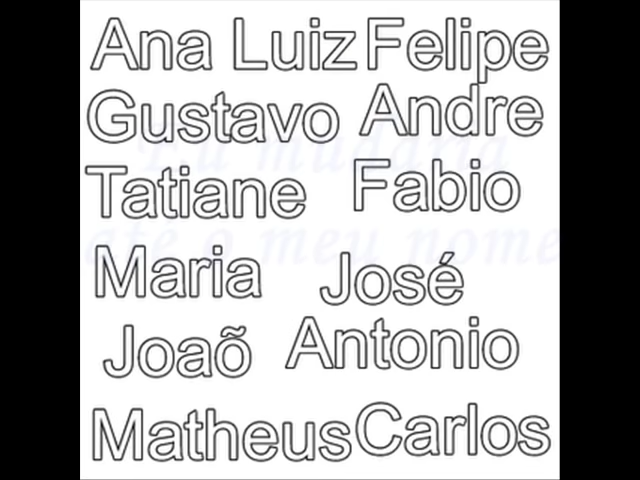 Ana Luiz Felipe
Gustavo Andre
Eu mudaria
Tatiane Fabio
até o meu nome
Maria José
Joaõ Antonio
Matheus Carlos